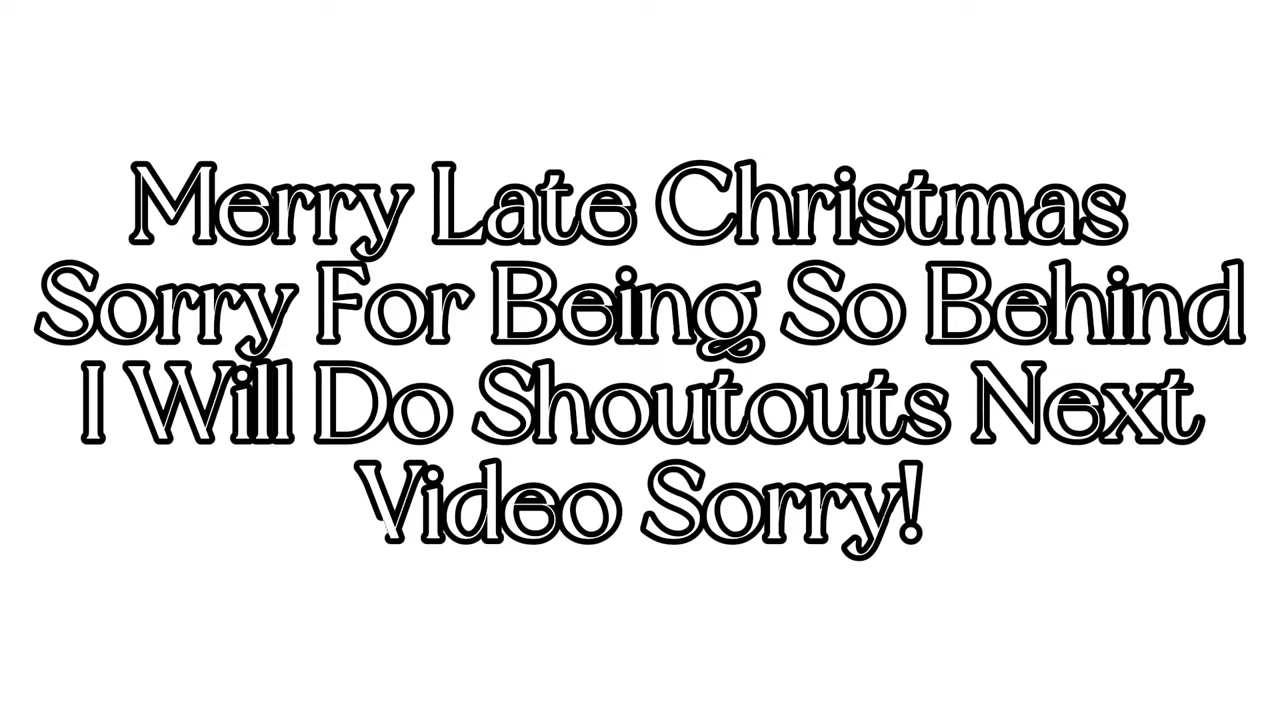 Merry Late Christmas
Sorry For Being So Behind
I Will Do Shoutouts Next
Video Sorry!